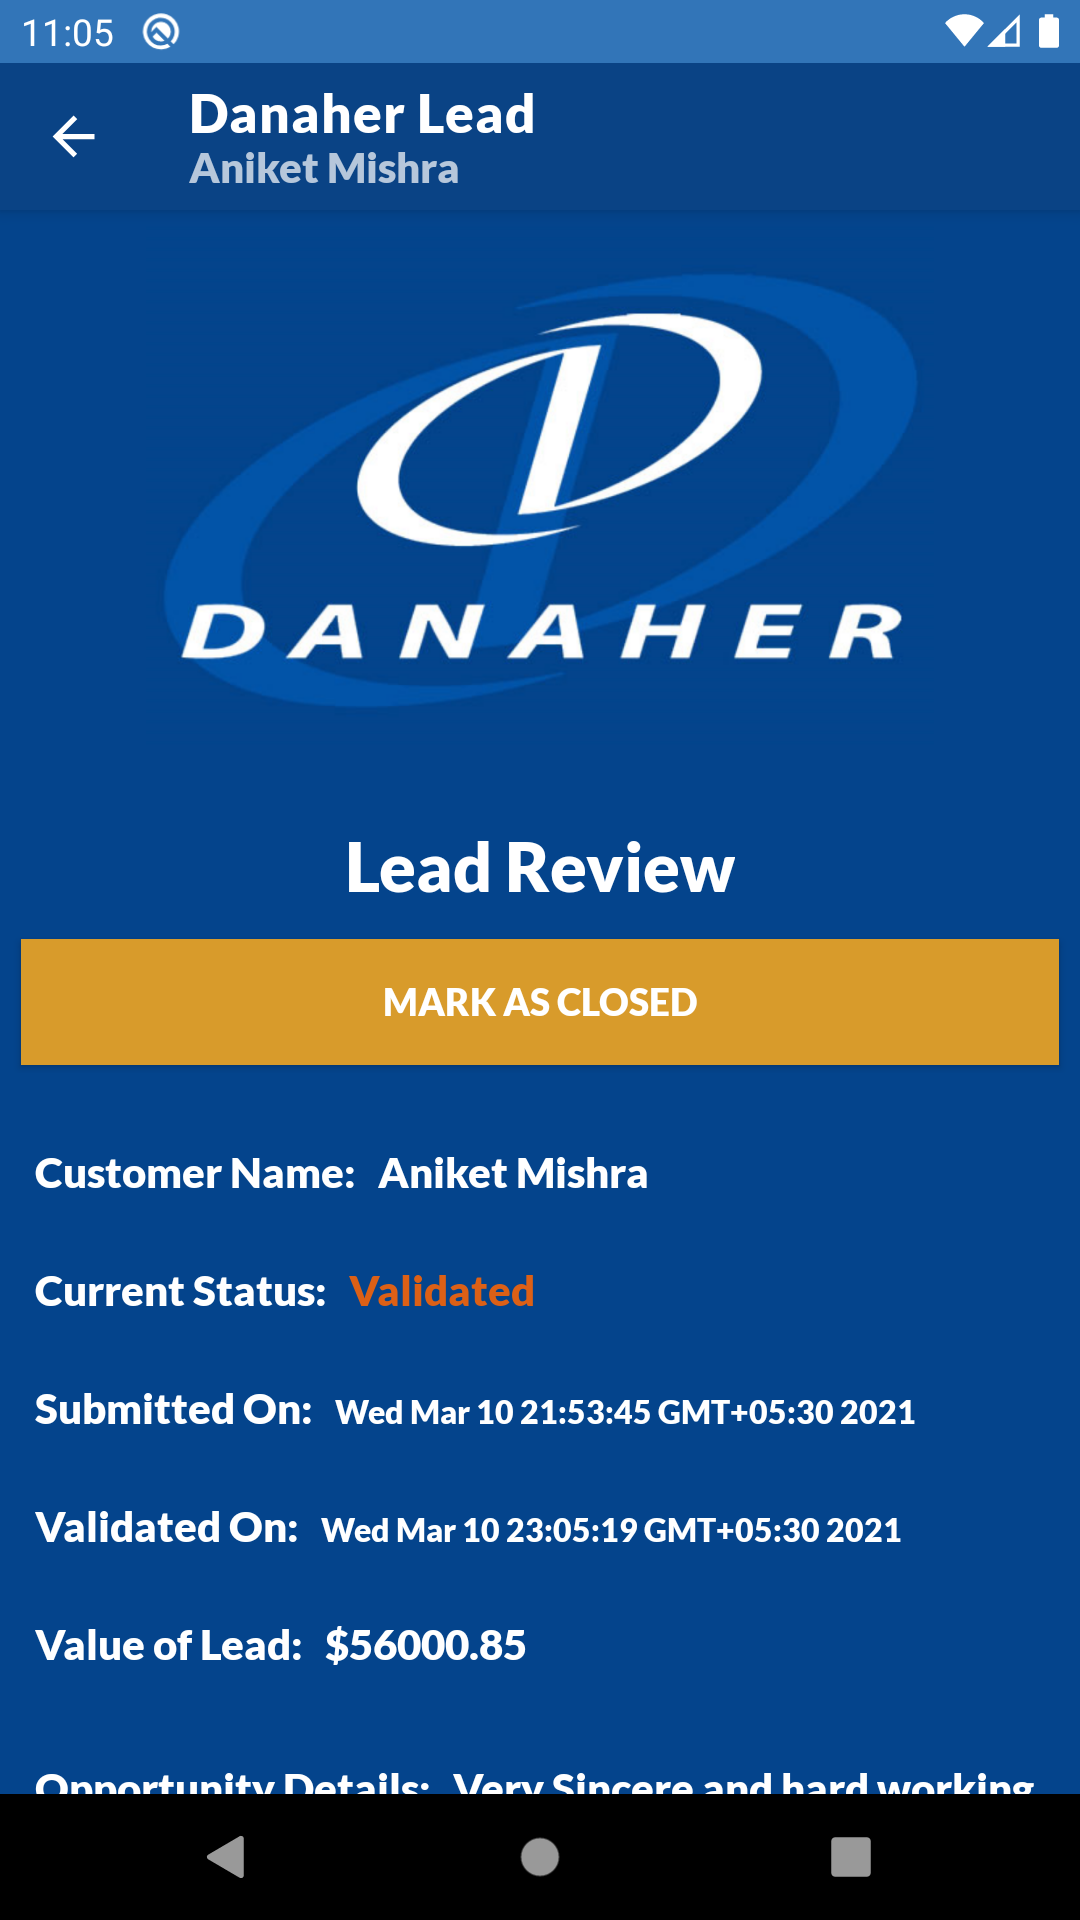 11:05
Danaher Lead
Aniket Mishra
DANAHER
Lead Review
MARK AS CLOSED
Customer Name: Aniket Mishra
Current Status: Validated
Submitted On: Wed Mar 10 21:53:45 GMT+05:30 2021
Validated On: Wed Mar 10 23:05:19 GMT+05:30 2021
Value of Lead: $56000.85
Opportunity Details: Very Sincere and hard working